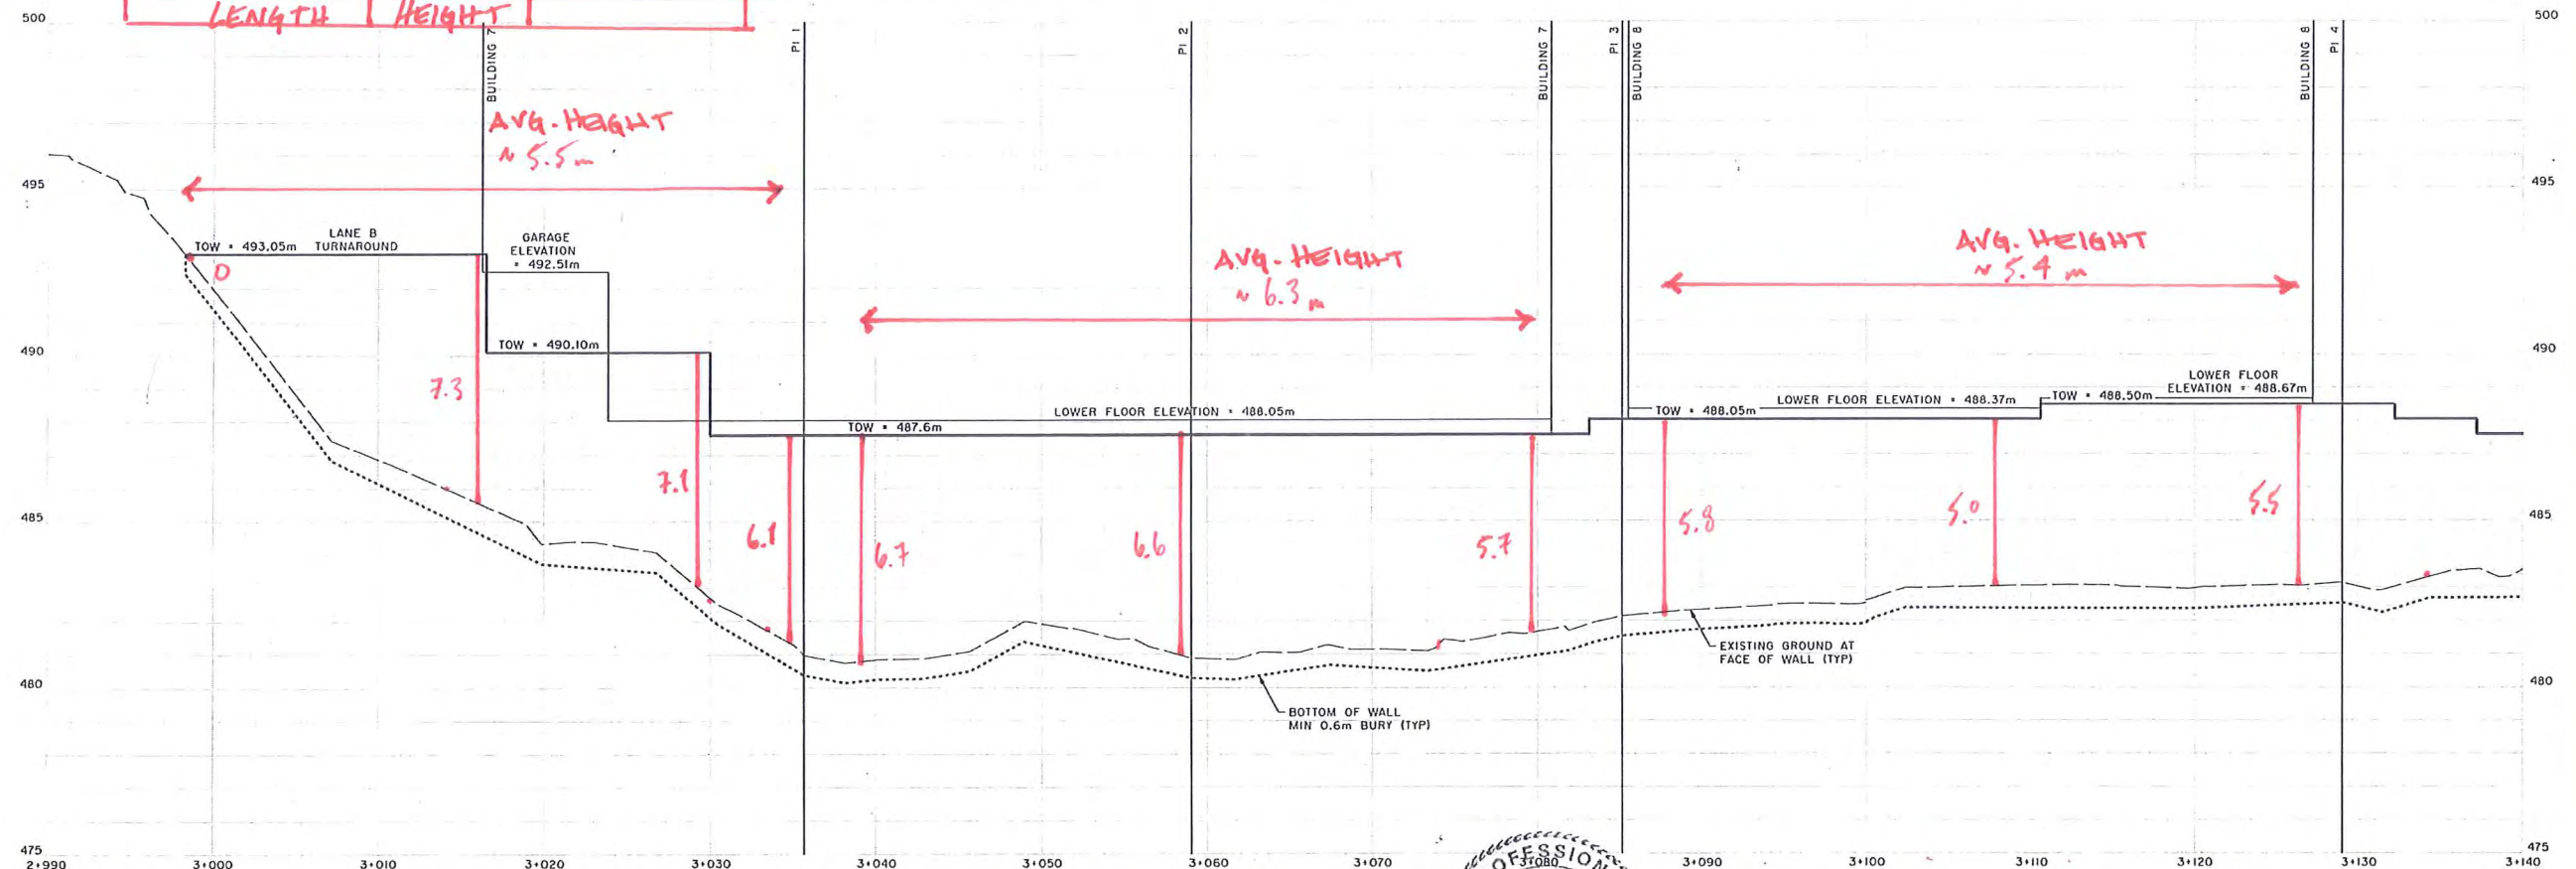 LENGTH HEIGHT
500
500
BUILDING 7
PI 1
PI 2
BUILDING 7
PI 3
BUILDING 8
BUILDING 8
PI 4
AVG. HEIGHT
~ 5.5 m
495
495
TOW = 493.05m
LANE B
TURNAROUND
GARAGE
ELEVATION
= 492.51m
0
AVG. HEIGHT
~ 6.3 m
AVG. HEIGHT
~ 5.4 m
490
490
TOW = 490.10m
7.3
LOWER FLOOR ELEVATION = 488.05m
TOW = 487.6m
TOW = 488.05m
LOWER FLOOR ELEVATION = 488.37m
TOW = 488.50m
LOWER FLOOR
ELEVATION = 488.67m
485
485
7.1
6.1
6.7
6.6
5.7
5.8
5.0
5.5
EXISTING GROUND AT
FACE OF WALL (TYP)
480
480
BOTTOM OF WALL
MIN 0.6m BURY (TYP)
475
475
OFESSION
2+990 3+000 3+010 3+020 3+030 3+040 3+050 3+060 3+070 3+080 3+090 3+100 3+110 3+120 3+130 3+140